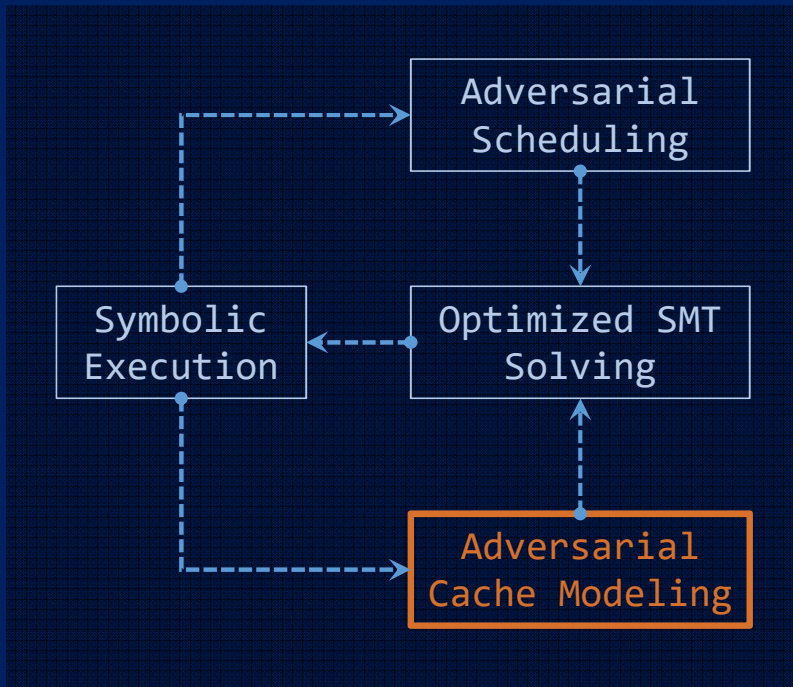 Adversarial
Scheduling
Symbolic
Execution
Optimized SMT
Solving
Adversarial
Cache Modeling